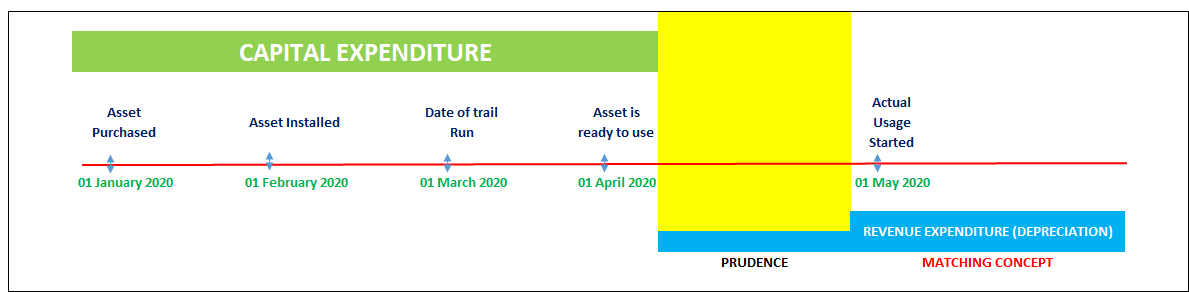 CAPITAL EXPENDITURE
Asset
Purchased
Asset Installed
Date of trail
Run
Asset is
ready to use
Actual
Usage
Started
01 January 2020
01 February 2020
01 March 2020
01 April 2020
01 May 2020
REVENUE EXPENDITURE (DEPRECIATION)
PRUDENCE
MATCHING CONCEPT